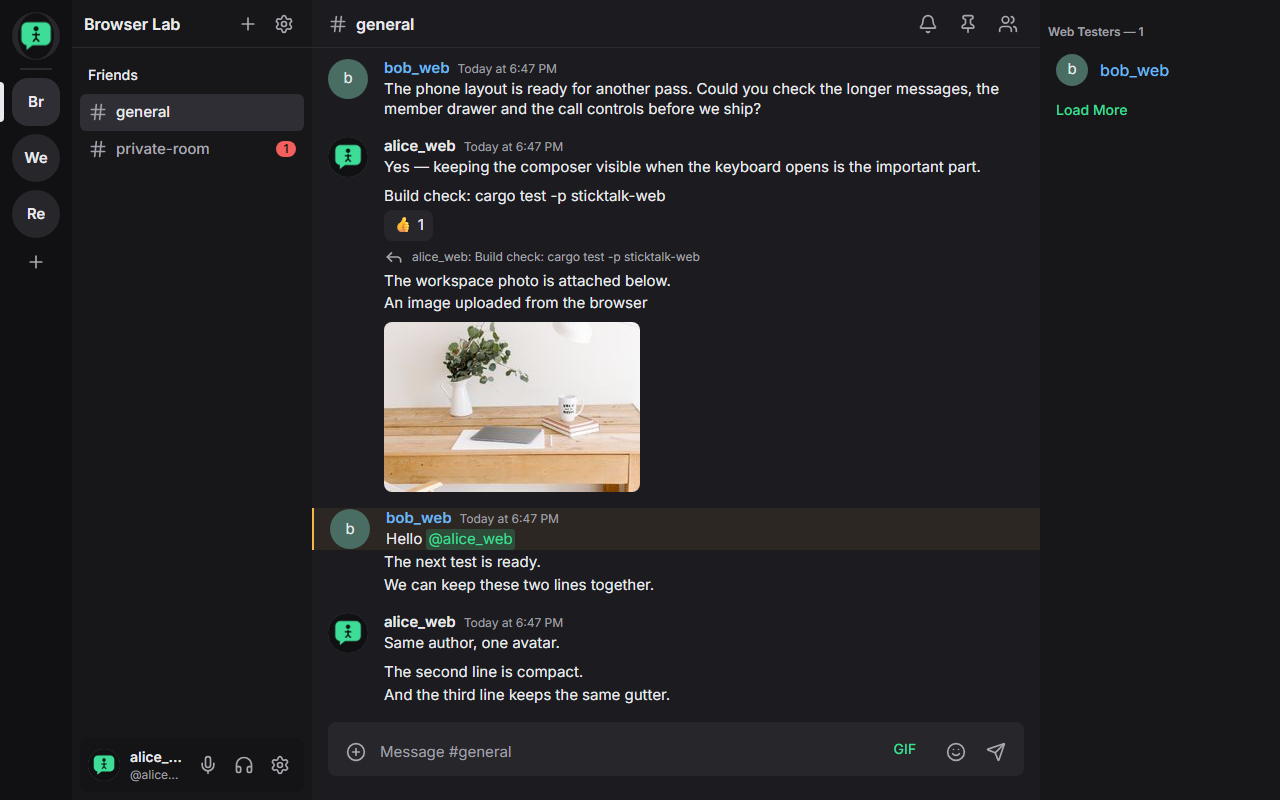 Browser Lab
Br
We
Re
Friends
general
private-room
1
alice_...
@alice...
general
b
bob_web Today at 6:47 PM
The phone layout is ready for another pass. Could you check the longer messages, the
member drawer and the call controls before we ship?
alice_web Today at 6:47 PM
Yes — keeping the composer visible when the keyboard opens is the important part.
Build check: cargo test -p sticktalk-web
👍 1
alice_web: Build check: cargo test -p sticktalk-web
The workspace photo is attached below.
An image uploaded from the browser
b
bob_web Today at 6:47 PM
Hello @alice_web
The next test is ready.
We can keep these two lines together.
alice_web Today at 6:47 PM
Same author, one avatar.
The second line is compact.
And the third line keeps the same gutter.
Message #general
GIF
Web Testers — 1
b
bob_web
Load More